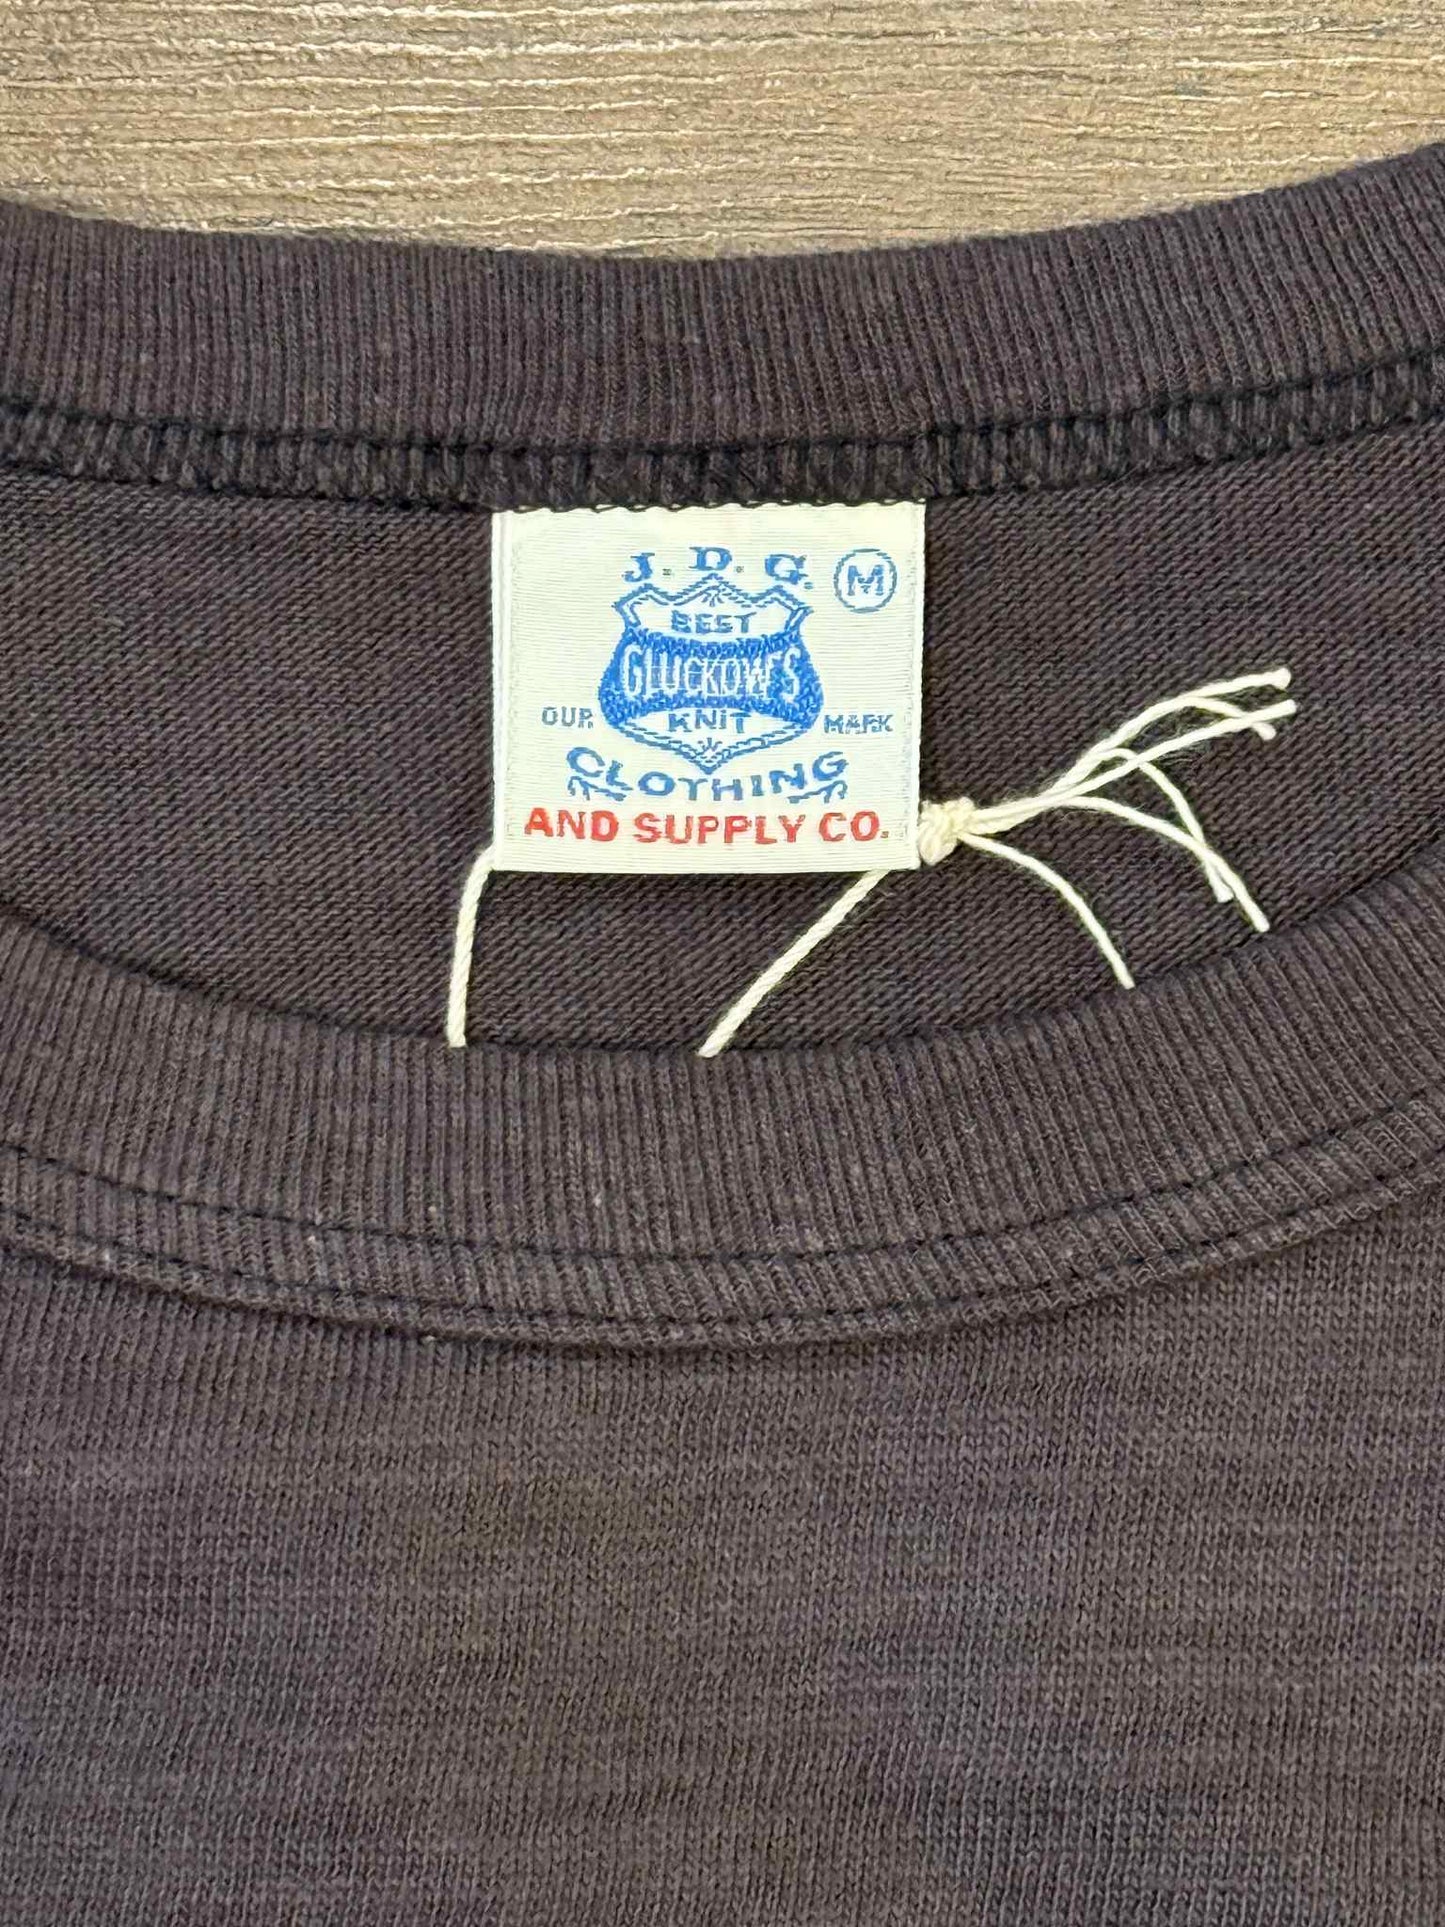 J. D. G.
M
BEST
GLUCKOW'S
OUR KNIT MARK
CLOTHING
AND SUPPLY CO.